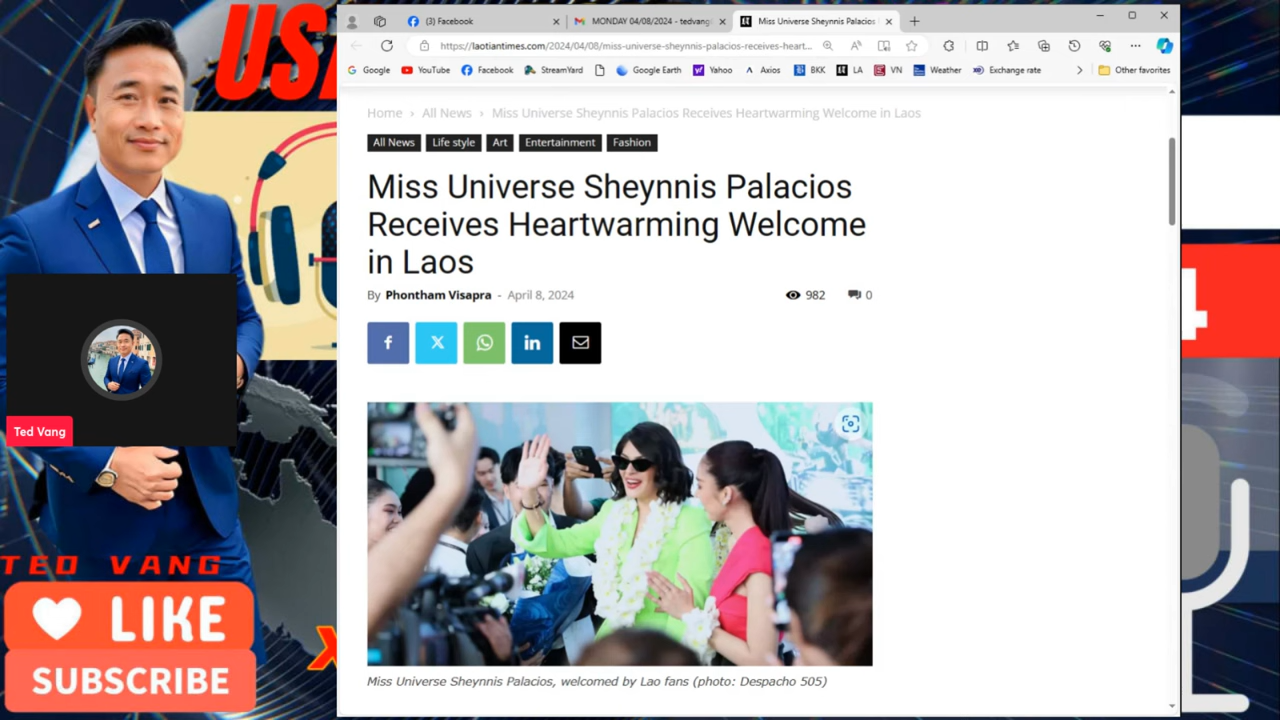 US
(3) Facebook
MONDAY 04/08/2024 - tedvang
Miss Universe Sheynnis Palacios
https://laotiantimes.com/2024/04/08/miss-universe-sheynnis-palacios-receives-heart...
Google YouTube Facebook StreamYard Google Earth Yahoo Axios BKK LA VN Weather Exchange rate Other favorites
Home › All News › Miss Universe Sheynnis Palacios Receives Heartwarming Welcome in Laos
All News Life style Art Entertainment Fashion
Miss Universe Sheynnis Palacios
Receives Heartwarming Welcome
in Laos
By Phontham Visapra - April 8, 2024 982 0
Ted Vang
TED VANG
LIKE
SUBSCRIBE
X
Miss Universe Sheynnis Palacios, welcomed by Lao fans (photo: Despacho 505)